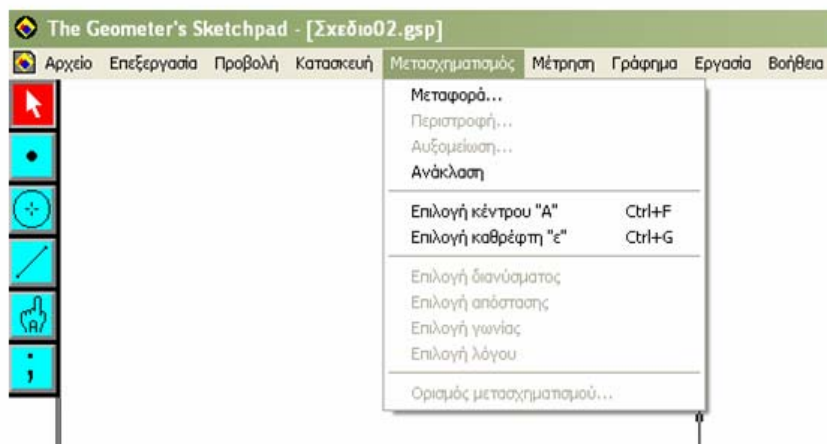 The Geometer's Sketchpad - [Σχεδιο02.gsp]
Αρχείο Επεξεργασία Προβολή Κατασκευή Μετασχηματισμός Μέτρηση Γράφημα Εργασία Βοήθεια
Μεταφορά...
Περιστροφή...
Αυξομείωση...
Ανάκλαση
Επιλογή κέντρου "Α" Ctrl+F
Επιλογή καθρέφτη "ε" Ctrl+G
Επιλογή διανύσματος
Επιλογή απόστασης
Επιλογή γωνίας
Επιλογή λόγου
Ορισμός μετασχηματισμού...
A
;